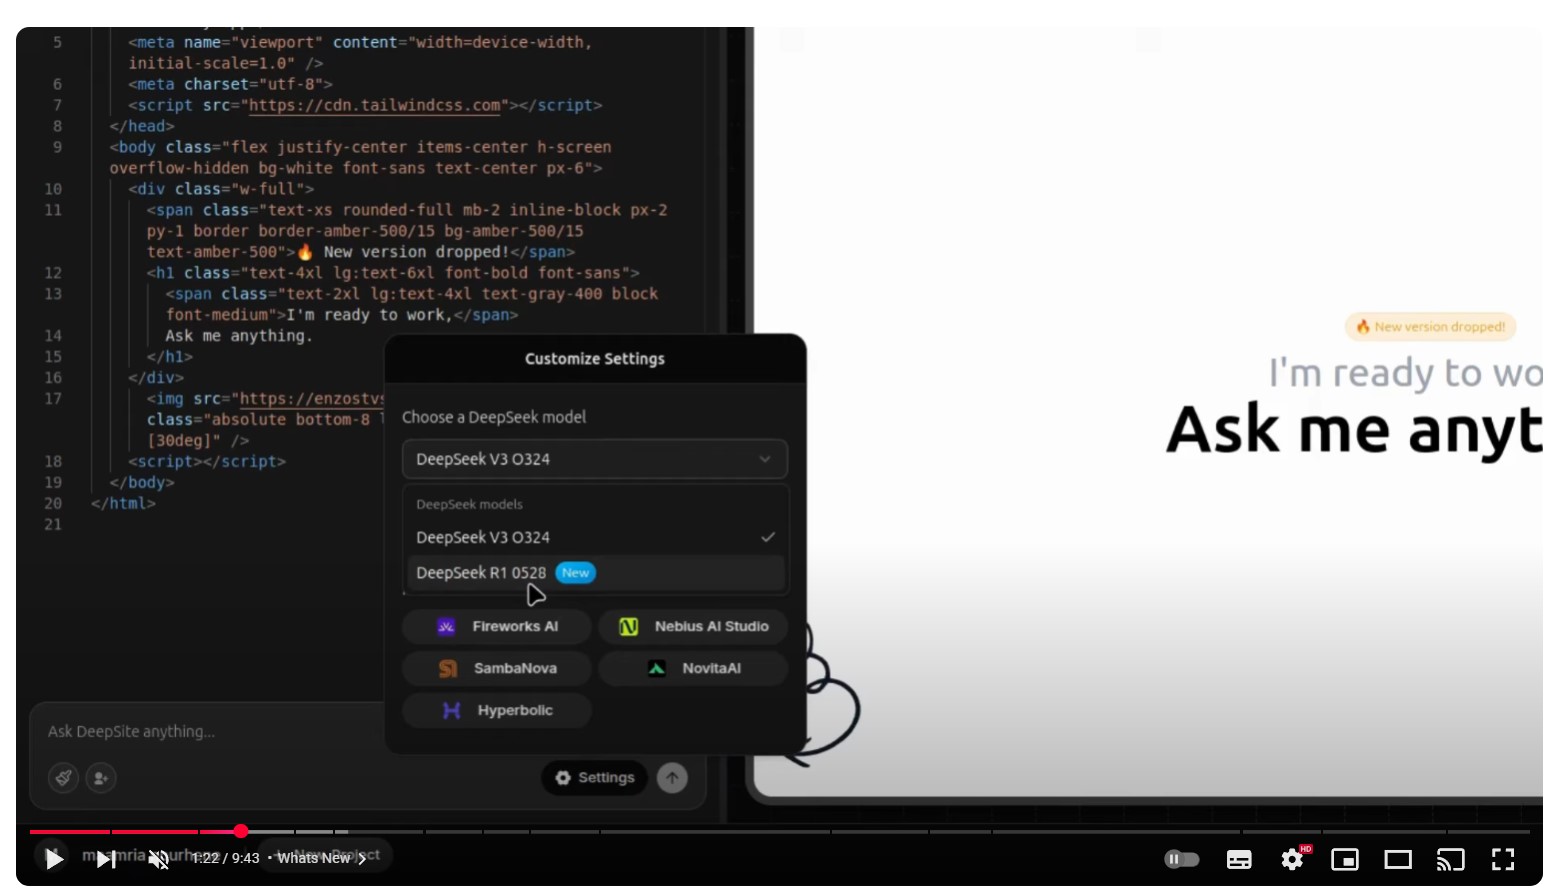 5 <meta name="viewport" content="width=device-width,
initial-scale=1.0" />
6 <meta charset="utf-8">
7 <script src="https://cdn.tailwindcss.com"></script>
8 </head>
9 <body class="flex justify-center items-center h-screen
overflow-hidden bg-white font-sans text-center px-6">
10 <div class="w-full">
11 <span class="text-xs rounded-full mb-2 inline-block px-2
py-1 border border-amber-500/15 bg-amber-500/15
text-amber-500">🔥 New version dropped!</span>
12 <h1 class="text-4xl lg:text-6xl font-bold font-sans">
13 <span class="text-2xl lg:text-4xl text-gray-400 block
font-medium">I'm ready to work,</span>
14 Ask me anything.
15 </h1>
16 </div>
17 <img src="https://enzostvs
class="absolute bottom-8
[30deg]" />
18 <script></script>
19 </body>
20 </html>
21
Customize Settings
Choose a DeepSeek model
DeepSeek V3 O324
DeepSeek models
DeepSeek V3 O324
DeepSeek R1 0528 New
Fireworks AI Nebius AI Studio
SambaNova NovitaAI
Hyperbolic
Ask DeepSite anything...
Settings
🔥 New version dropped!
I'm ready to wo
Ask me anyt
New Project
1:22 / 9:43 • Whats New
HD